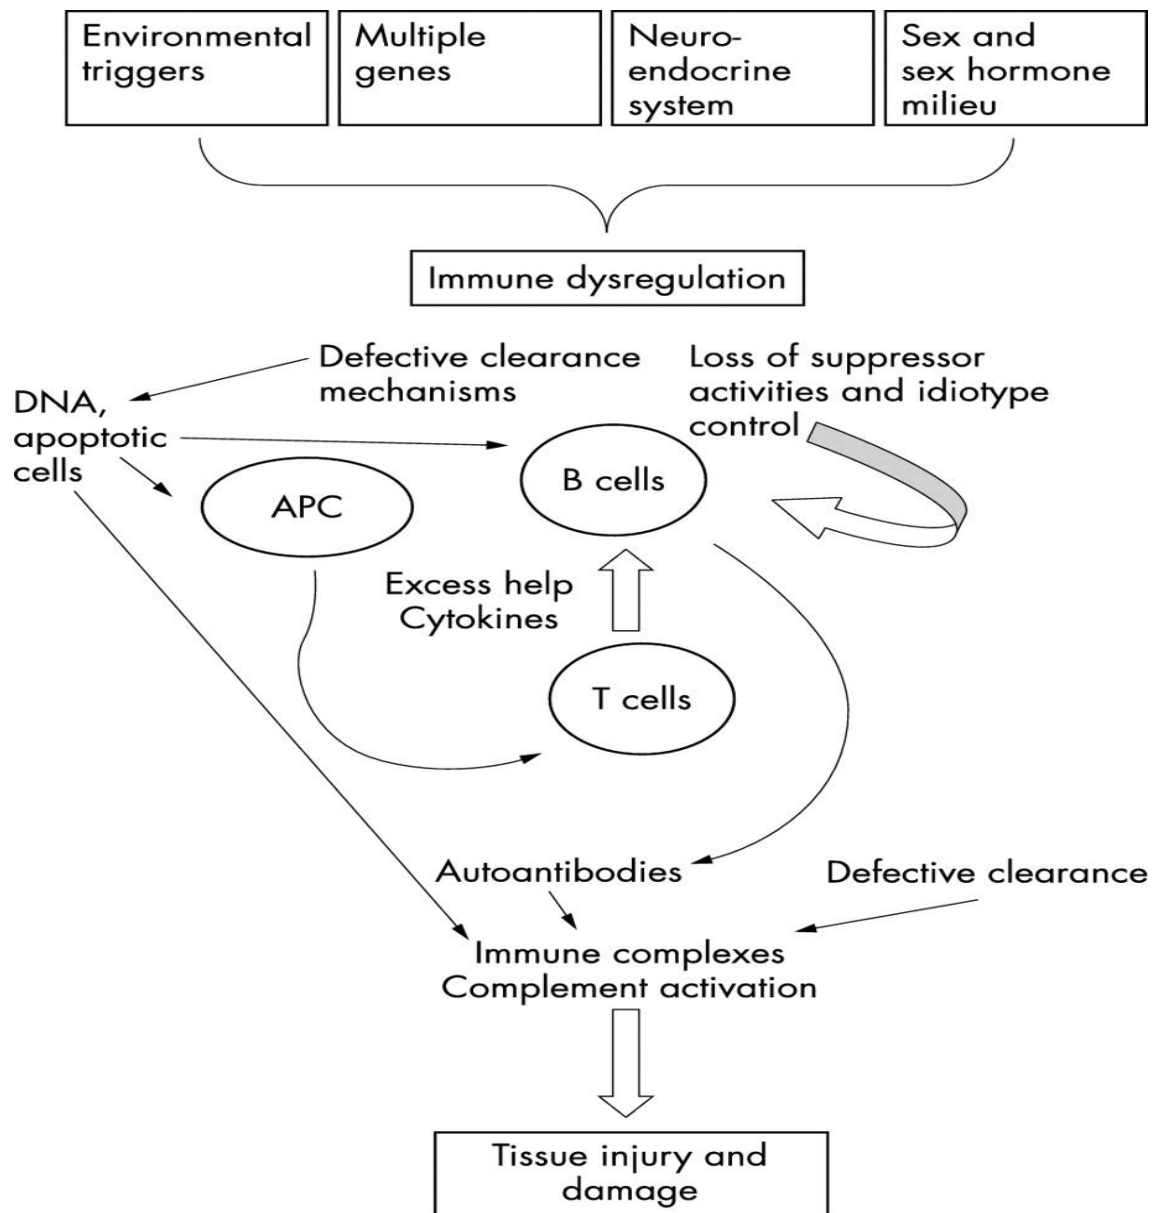 Environmental
triggers
Multiple
genes
Neuro-
endocrine
system
Sex and
sex hormone
milieu
Immune dysregulation
Defective clearance
mechanisms
Loss of suppressor
activities and idiotype
control
DNA,
apoptotic
cells
B cells
APC
Excess help
Cytokines
T cells
Autoantibodies
Defective clearance
Immune complexes
Complement activation
Tissue injury and
damage